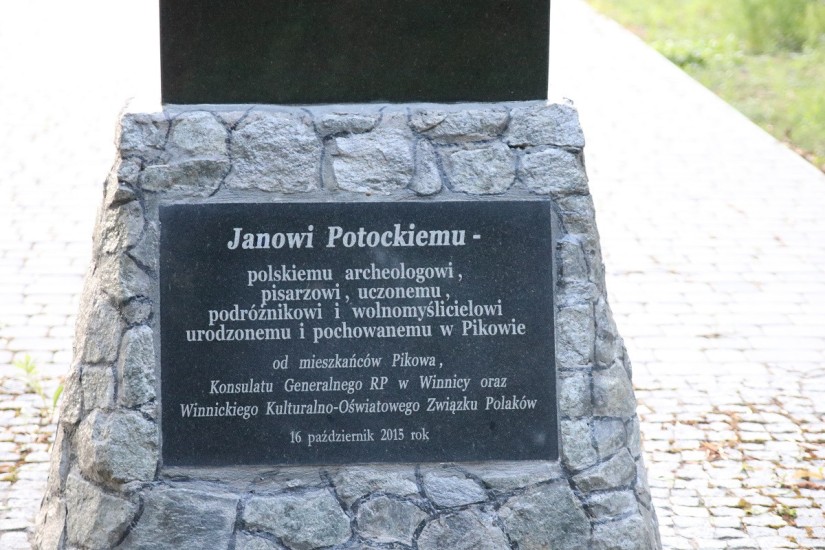 Janowi Potockiemu -
polskiemu archeologowi,
pisarzowi, uczonemu,
podróżnikowi i wolnomyślicielowi
urodzonemu i pochowanemu w Pikowie
od mieszkańców Pikowa,
Konsulatu Generalnego RP w Winnicy oraz
Winnickiego Kulturalno-Oświatowego Związku Polaków
16 październik 2015 rok